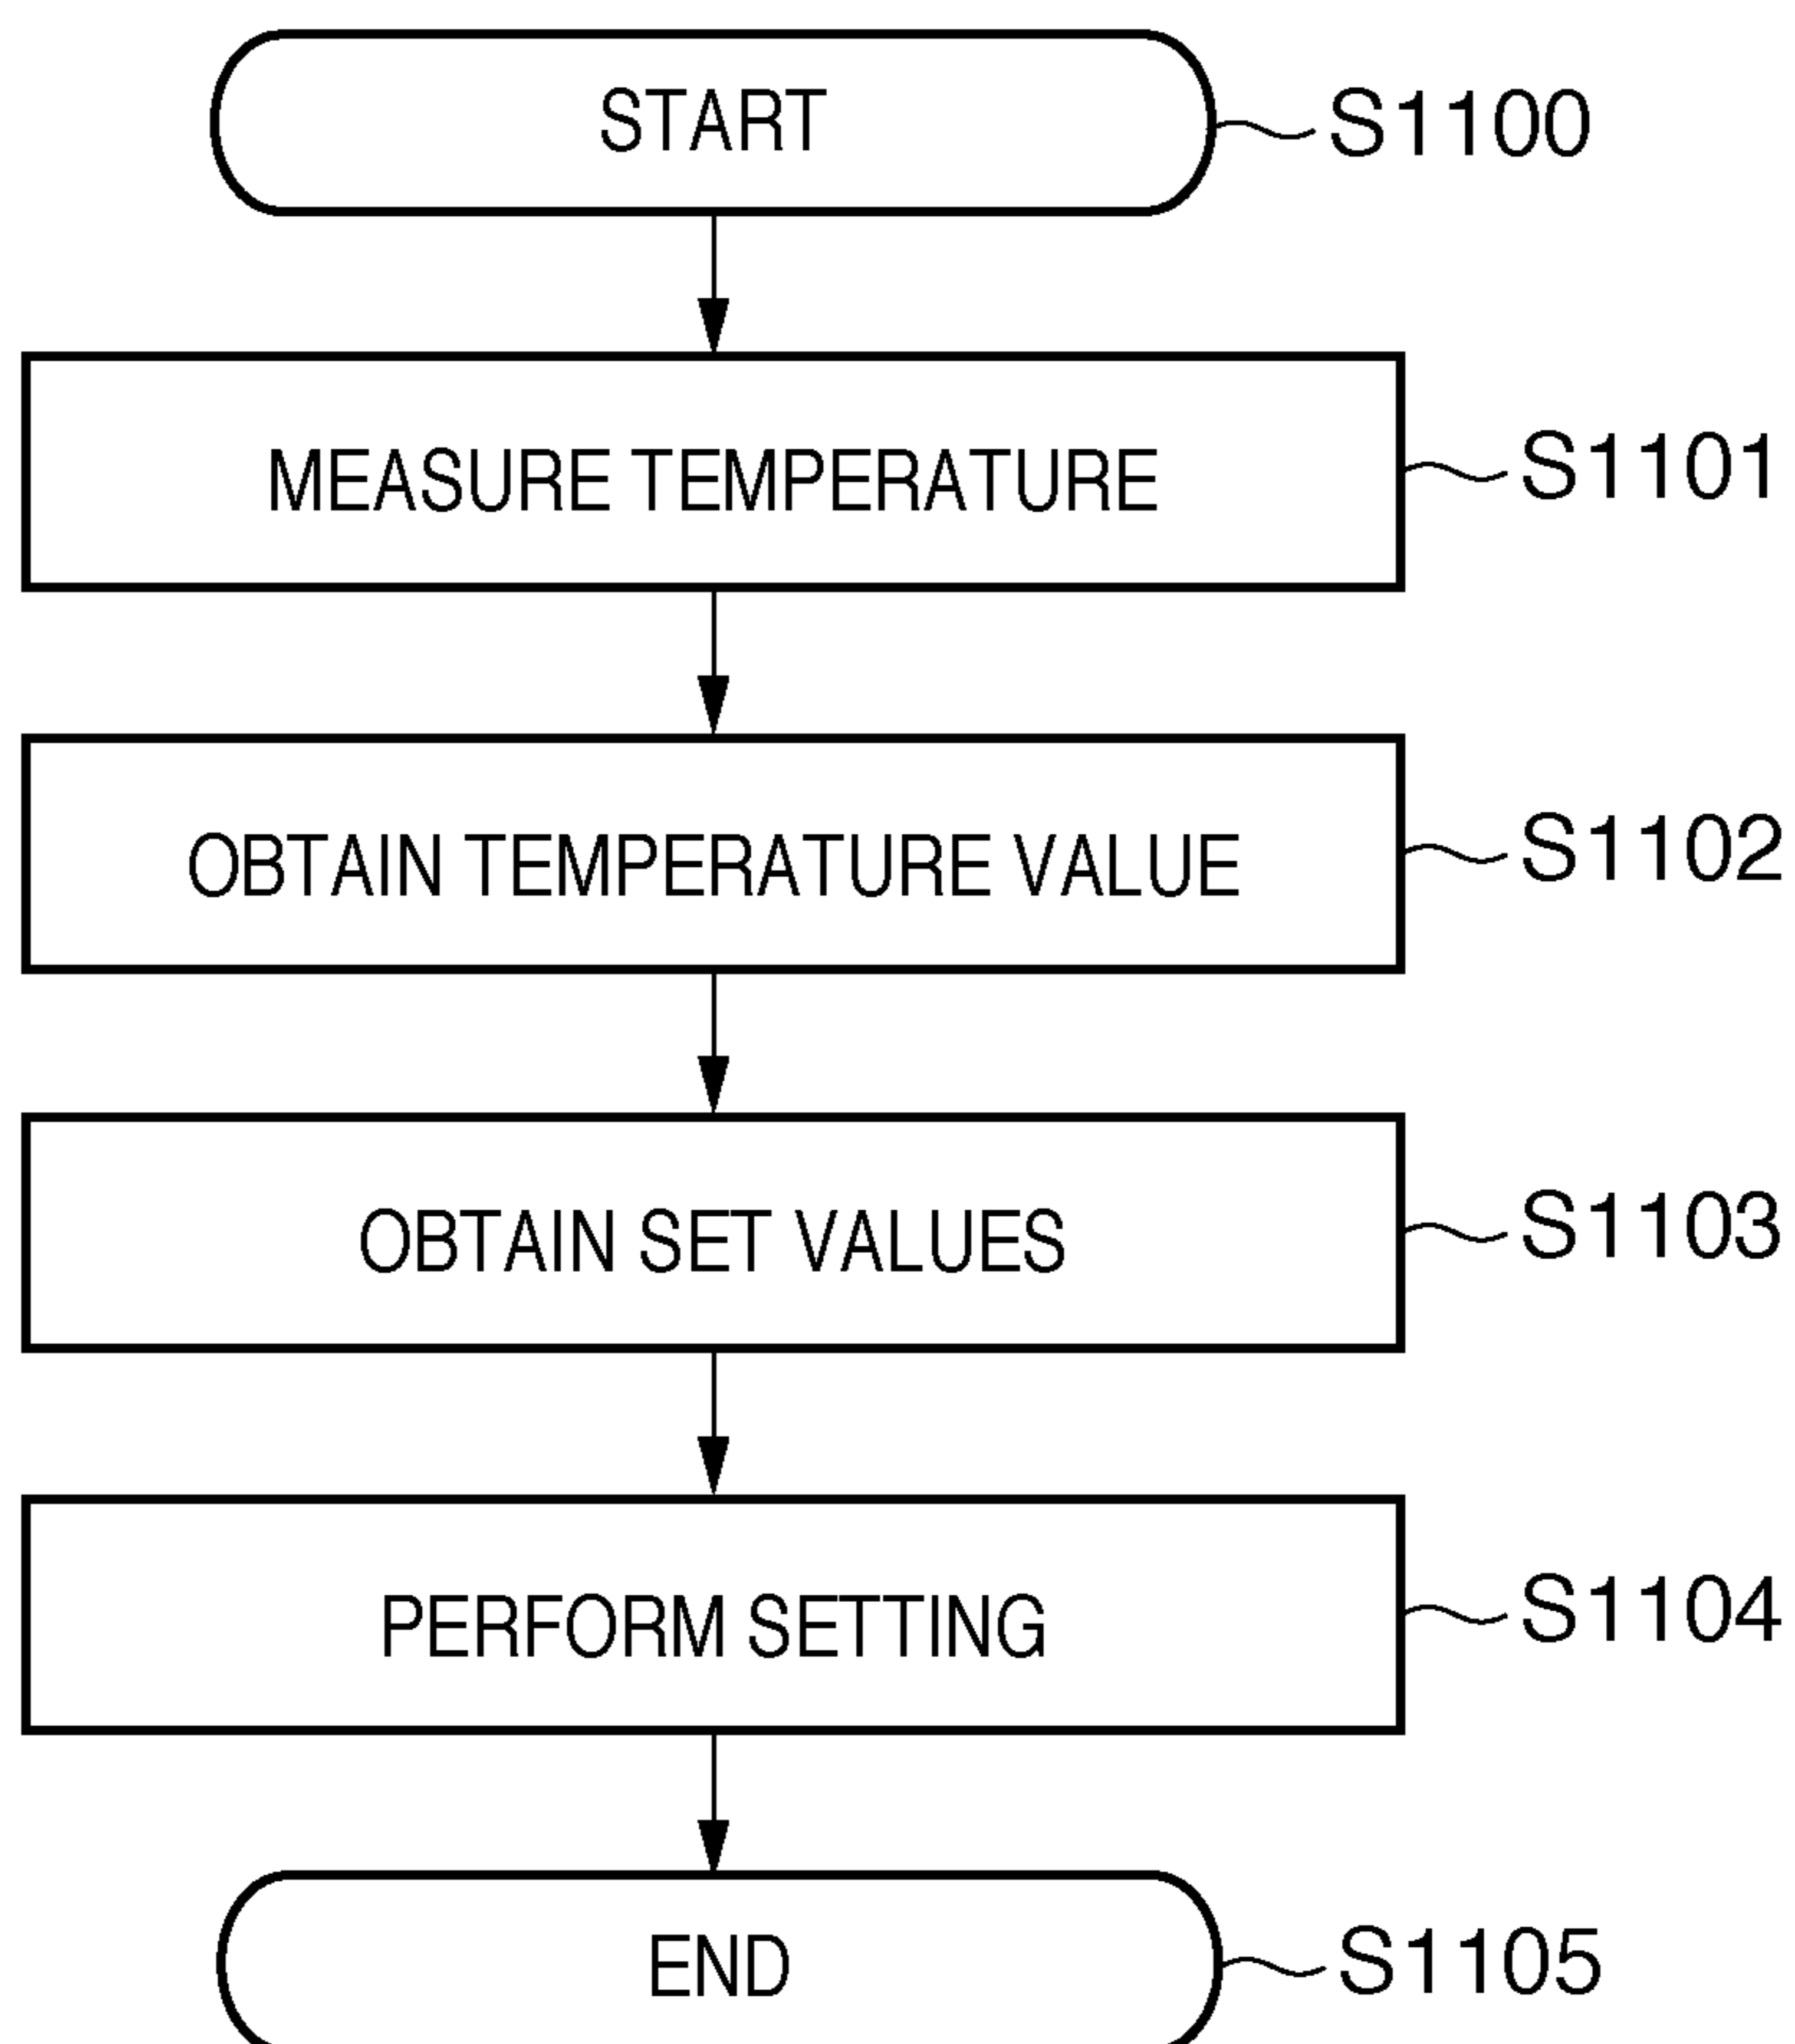 START
S1100
MEASURE TEMPERATURE
S1101
OBTAIN TEMPERATURE VALUE
S1102
OBTAIN SET VALUES
S1103
PERFORM SETTING
S1104
END
S1105